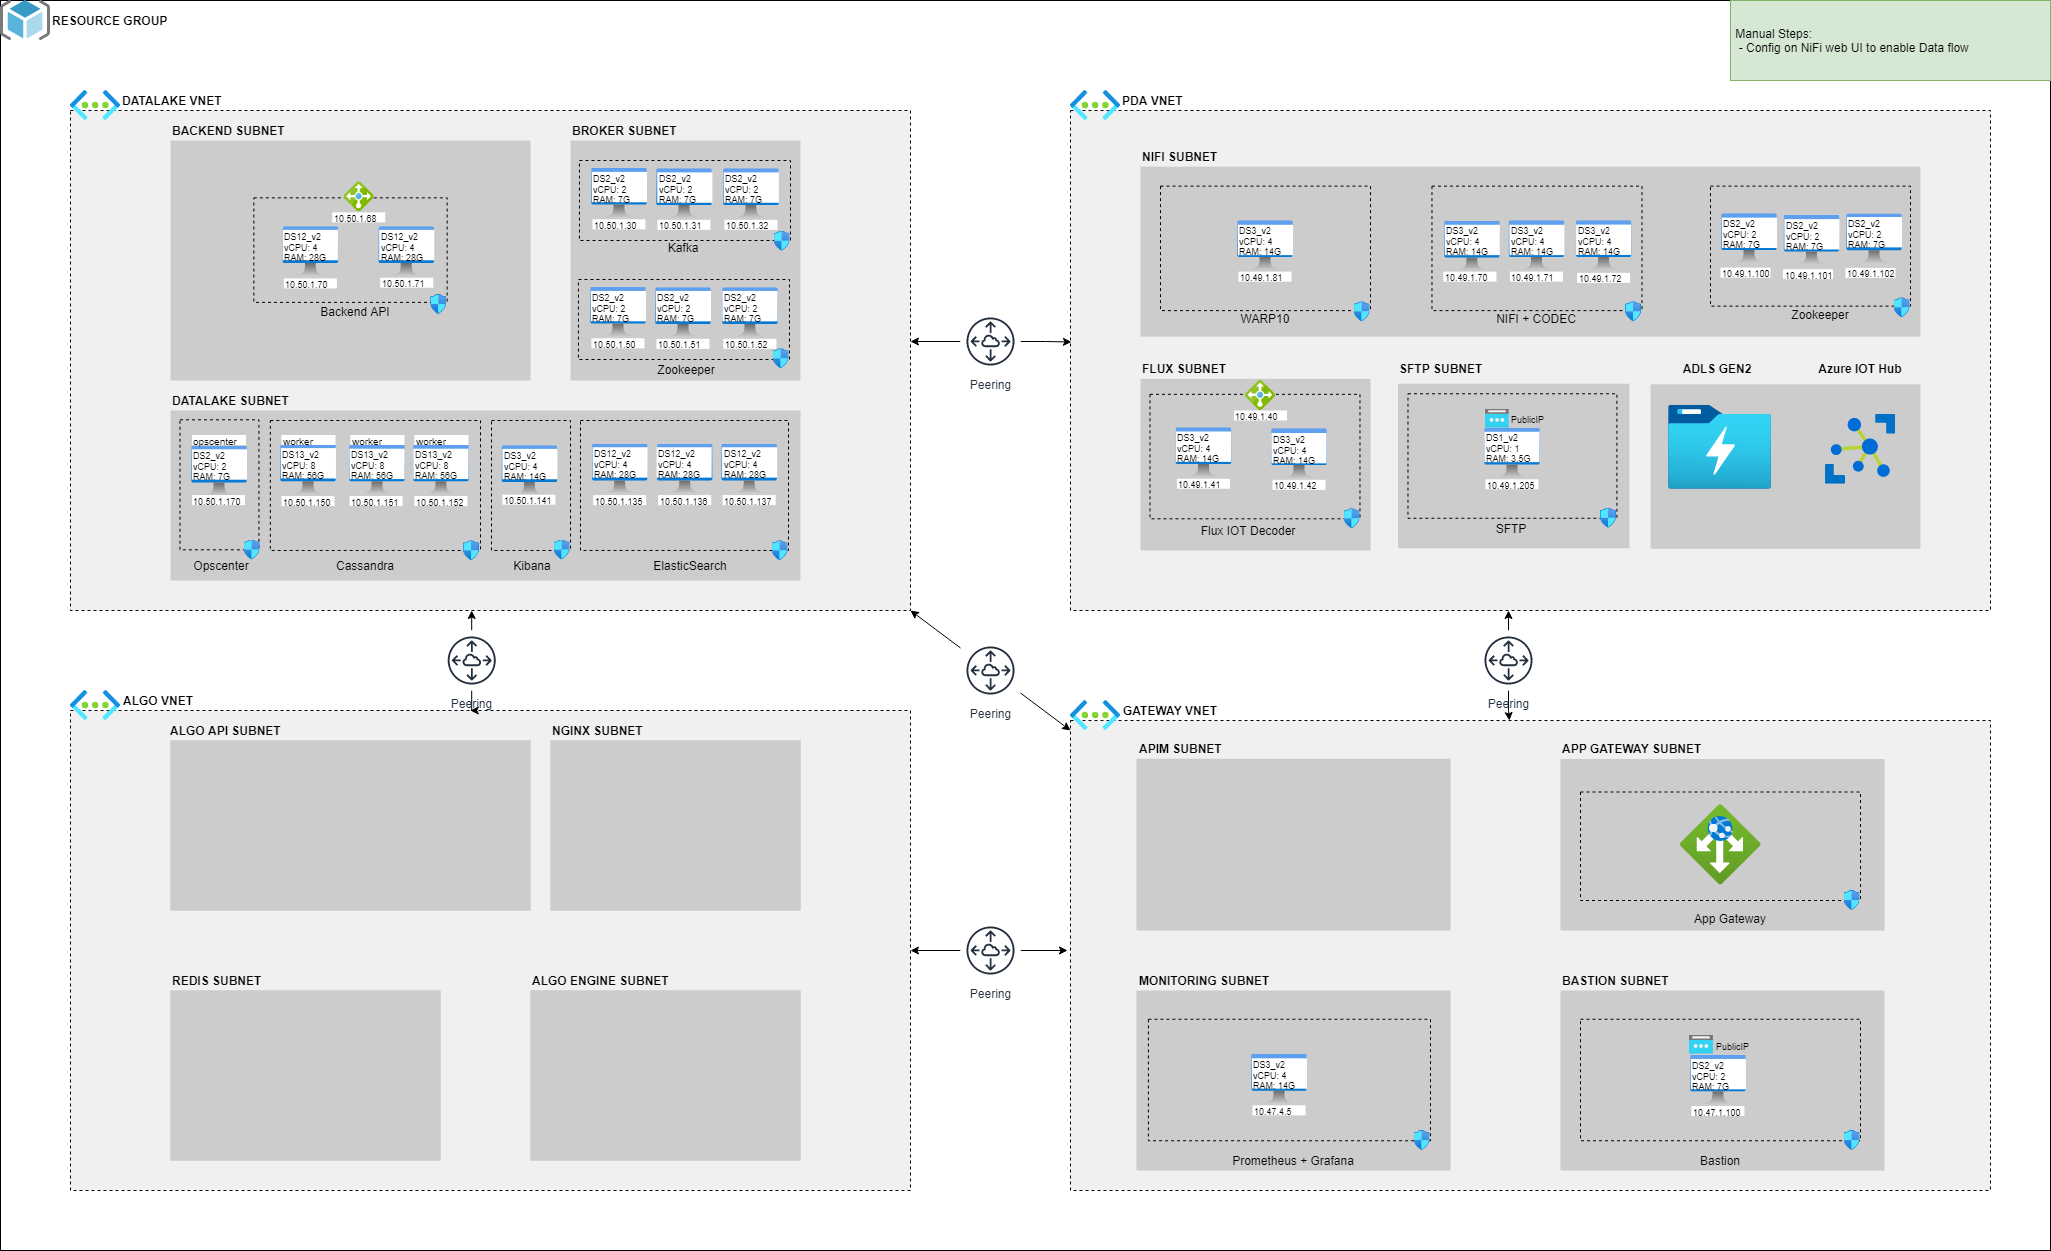 RESOURCE GROUP
Manual Steps:
- Config on NiFi web UI to enable Data flow
DATALAKE VNET
BACKEND SUBNET
10.50.1.68
DS12_v2
vCPU: 4
RAM: 28G
10.50.1.70
DS12_v2
vCPU: 4
RAM: 28G
10.50.1.71
Backend API
BROKER SUBNET
DS2_v2
vCPU: 2
RAM: 7G
10.50.1.30
DS2_v2
vCPU: 2
RAM: 7G
10.50.1.31
DS2_v2
vCPU: 2
RAM: 7G
10.50.1.32
Kafka
DS2_v2
vCPU: 2
RAM: 7G
10.50.1.50
DS2_v2
vCPU: 2
RAM: 7G
10.50.1.51
DS2_v2
vCPU: 2
RAM: 7G
10.50.1.52
Zookeeper
DATALAKE SUBNET
opscenter
DS2_v2
vCPU: 2
RAM: 7G
10.50.1.170
Opscenter
worker
DS13_v2
vCPU: 8
RAM: 56G
10.50.1.150
worker
DS13_v2
vCPU: 8
RAM: 56G
10.50.1.151
worker
DS13_v2
vCPU: 8
RAM: 56G
10.50.1.152
Cassandra
DS3_v2
vCPU: 4
RAM: 14G
10.50.1.141
Kibana
DS12_v2
vCPU: 4
RAM: 28G
10.50.1.135
DS12_v2
vCPU: 4
RAM: 28G
10.50.1.136
DS12_v2
vCPU: 4
RAM: 28G
10.50.1.137
ElasticSearch
Peering
PDA VNET
NIFI SUBNET
DS3_v2
vCPU: 4
RAM: 14G
10.49.1.81
WARP10
DS3_v2
vCPU: 4
RAM: 14G
10.49.1.70
DS3_v2
vCPU: 4
RAM: 14G
10.49.1.71
DS3_v2
vCPU: 4
RAM: 14G
10.49.1.72
NIFI + CODEC
DS2_v2
vCPU: 2
RAM: 7G
10.49.1.100
DS2_v2
vCPU: 2
RAM: 7G
10.49.1.101
DS2_v2
vCPU: 2
RAM: 7G
10.49.1.102
Zookeeper
FLUX SUBNET
10.49.1.40
DS3_v2
vCPU: 4
RAM: 14G
10.49.1.41
DS3_v2
vCPU: 4
RAM: 14G
10.49.1.42
Flux IOT Decoder
SFTP SUBNET
PublicIP
DS1_v2
vCPU: 1
RAM: 3.5G
10.49.1.205
SFTP
ADLS GEN2
Azure IOT Hub
Peering
Peering
Peering
ALGO VNET
ALGO API SUBNET
NGINX SUBNET
REDIS SUBNET
ALGO ENGINE SUBNET
Peering
GATEWAY VNET
APIM SUBNET
APP GATEWAY SUBNET
App Gateway
MONITORING SUBNET
DS3_v2
vCPU: 4
RAM: 14G
10.47.4.5
Prometheus + Grafana
BASTION SUBNET
PublicIP
DS2_v2
vCPU: 2
RAM: 7G
10.47.1.100
Bastion